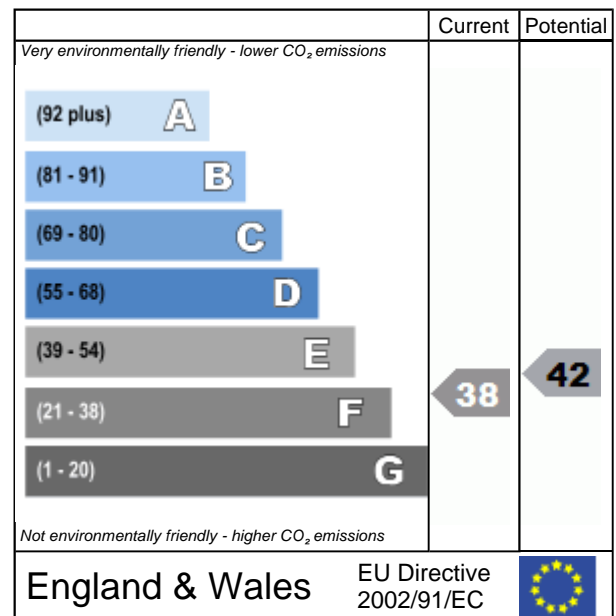 Current Potential
Very environmentally friendly - lower CO₂ emissions
(92 plus) A
(81 - 91) B
(69 - 80) C
(55 - 68) D
(39 - 54) E
42
38
(21 - 38) F
(1 - 20) G
Not environmentally friendly - higher CO₂ emissions
England & Wales
EU Directive
2002/91/EC